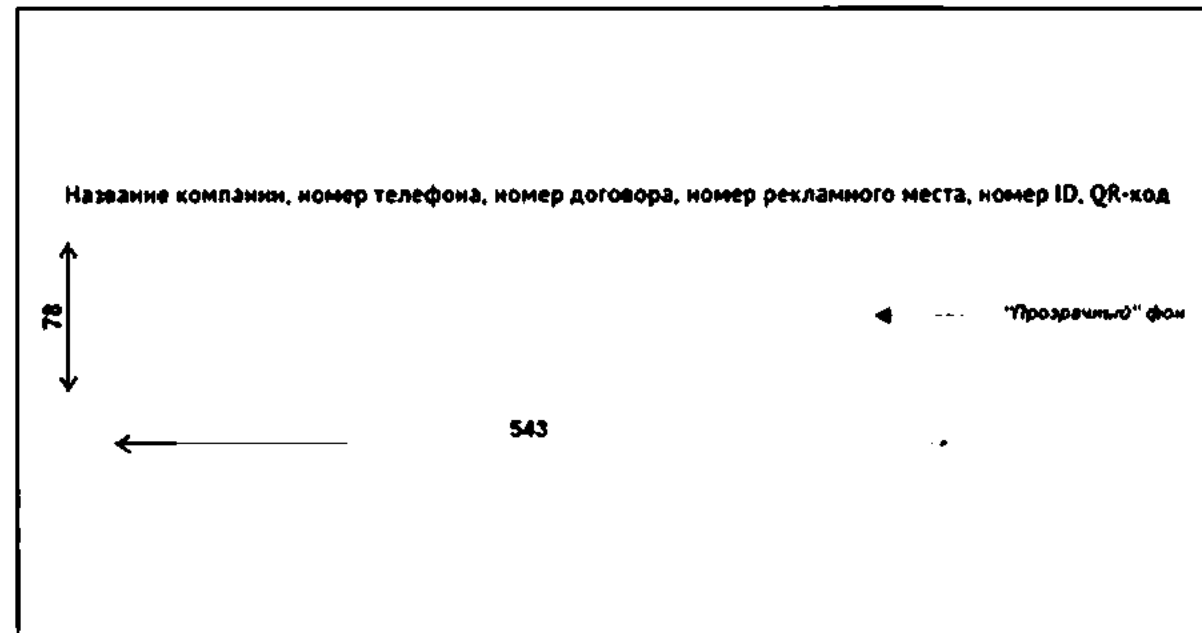 Название компании, номер телефона, номер договора, номер рекламного места, номер ID, QR-код
78
"Прозрачный" фон
543